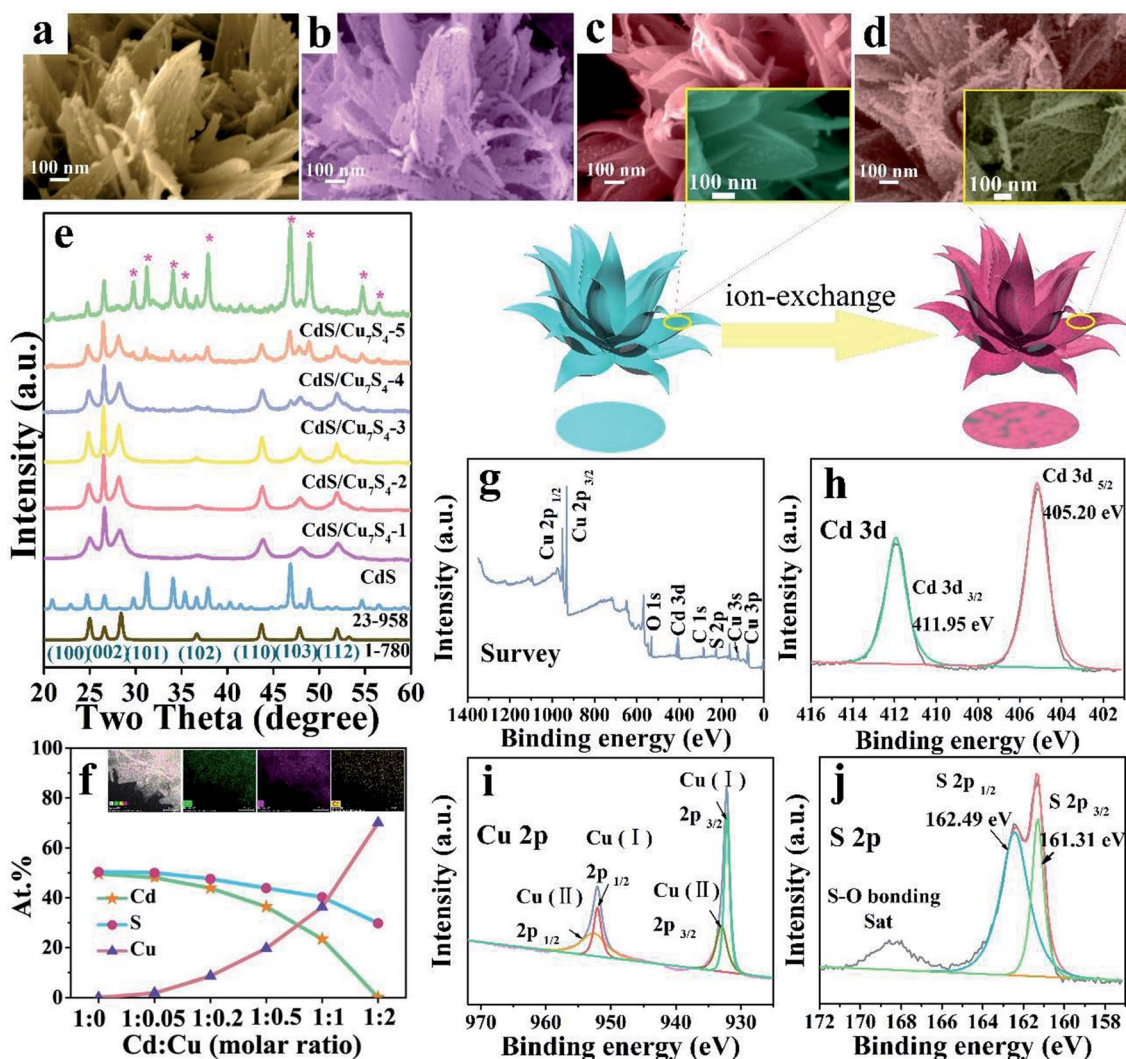 a
b
c
d
100 nm
100 nm
100 nm
100 nm
100 nm
100 nm
e
* * * * * * * * *
CdS/Cu₇S₄-5
CdS/Cu₇S₄-4
CdS/Cu₇S₄-3
CdS/Cu₇S₄-2
CdS/Cu₇S₄-1
CdS
23-958
1-780
(100) (002) (101) (102) (110) (103) (112)
20 25 30 35 40 45 50 55 60
Two Theta (degree)
Intensity (a.u.)
ion-exchange
f
100
80
60
40
20
0
At.%
Cd
S
Cu
1:0 1:0.05 1:0.2 1:0.5 1:1 1:2
Cd:Cu (molar ratio)
g
Cu 2p 1/2
Cu 2p 3/2
O 1s
Cd 3d
C 1s
S 2p
Cu 3s
Cu 3p
Survey
1400 1200 1000 800 600 400 200 0
Binding energy (eV)
Intensity (a.u.)
h
Cd 3d
Cd 3d 5/2
405.20 eV
Cd 3d 3/2
411.95 eV
416 414 412 410 408 406 404 402
Binding energy (eV)
Intensity (a.u.)
i
Cu 2p
Cu (Ⅰ)
2p 3/2
Cu (Ⅰ)
2p 1/2
Cu (Ⅱ)
2p 1/2
Cu (Ⅱ)
2p 3/2
970 960 950 940 930
Binding energy (eV)
Intensity (a.u.)
j
S 2p
S 2p 1/2
162.49 eV
S 2p 3/2
161.31 eV
S-O bonding
Sat
172 170 168 166 164 162 160 158
Binding energy (eV)
Intensity (a.u.)